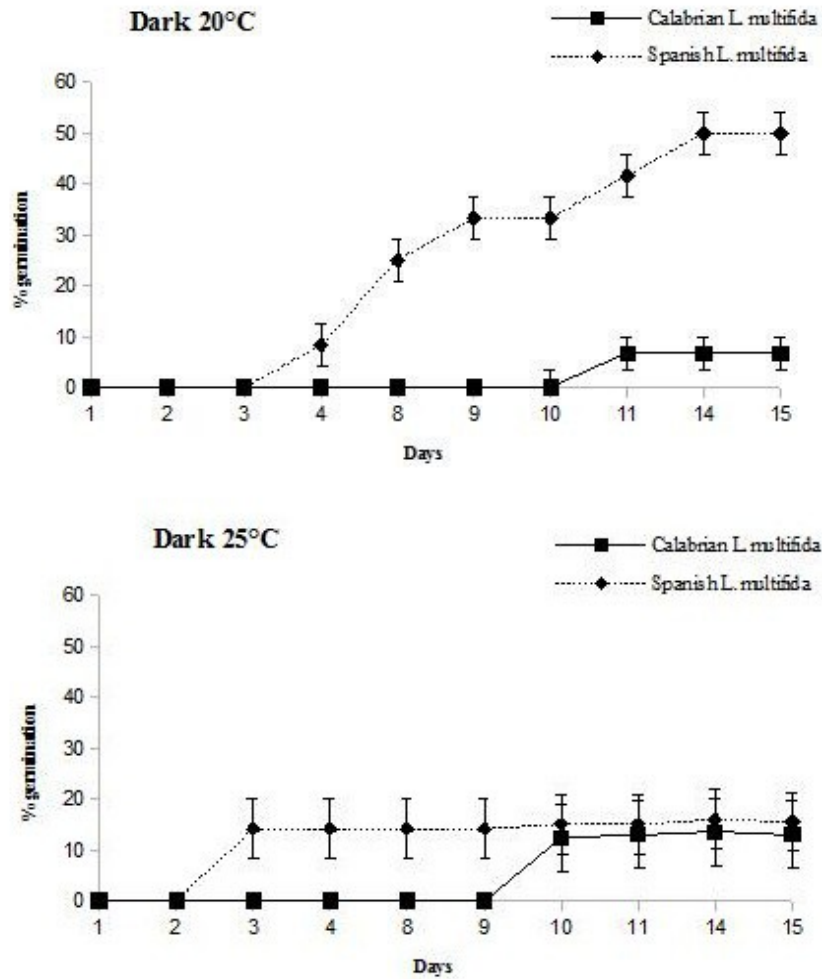 Dark 20°C
Calabrian L. multifida
Spanish L. multifida
60
50
40
30
20
10
0
% germination
1 2 3 4 8 9 10 11 14 15
Days
Dark 25°C
Calabrian L. multifida
Spanish L. multifida
60
50
40
30
20
10
0
% germination
1 2 3 4 8 9 10 11 14 15
Days